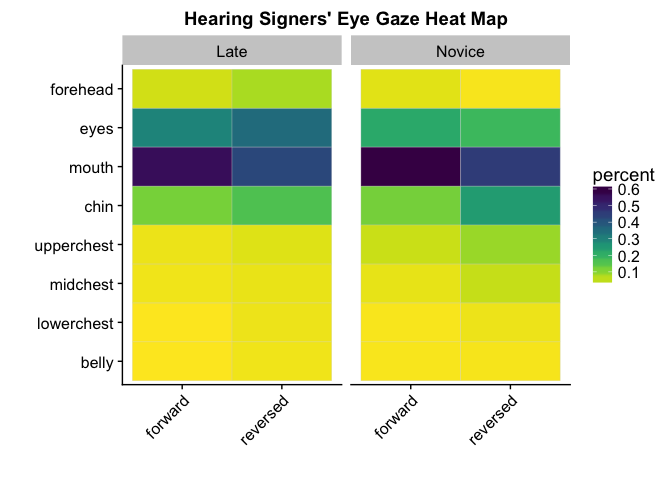 Hearing Signers' Eye Gaze Heat Map
Late
Novice
forehead
eyes
mouth
chin
upperchest
midchest
lowerchest
belly
forward
reversed
forward
reversed
percent
0.6
0.5
0.4
0.3
0.2
0.1